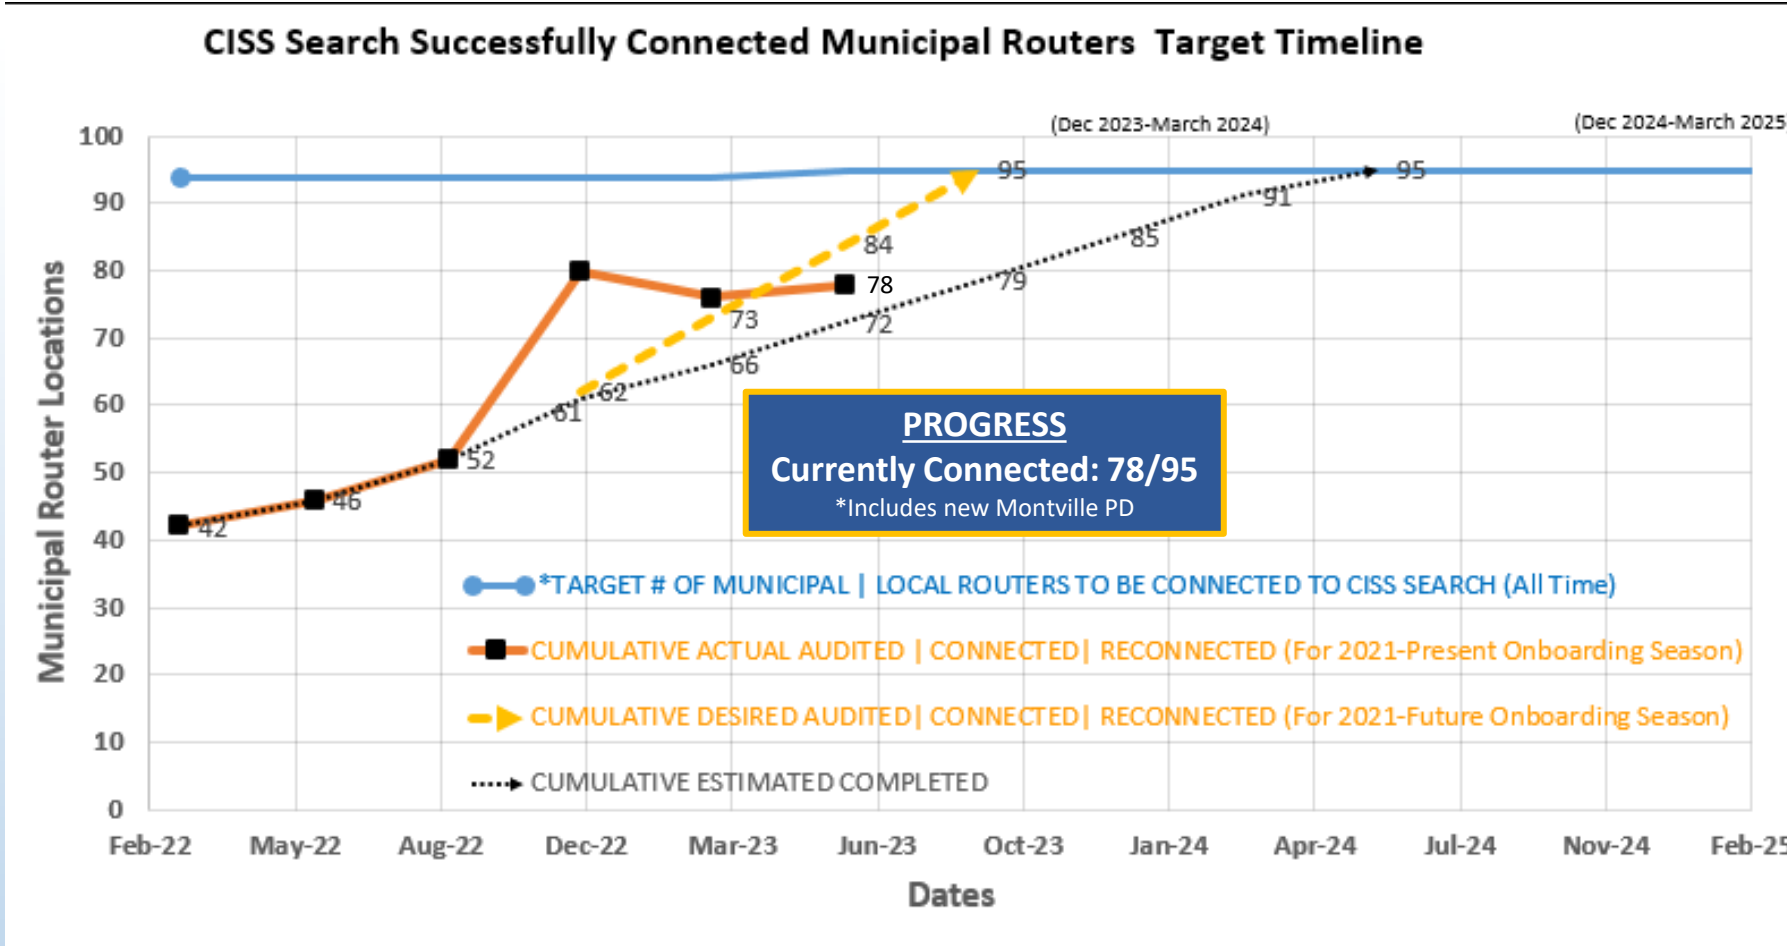 CISS Search Successfully Connected Municipal Routers Target Timeline
(Dec 2023-March 2024)
(Dec 2024-March 2025
Municipal Router Locations
100
90
80
70
60
50
40
30
20
10
0
95
95
91
84
85
78
79
73
72
66
62
61
52
46
42
PROGRESS
Currently Connected: 78/95
*Includes new Montville PD
*TARGET # OF MUNICIPAL | LOCAL ROUTERS TO BE CONNECTED TO CISS SEARCH (All Time)
CUMULATIVE ACTUAL AUDITED | CONNECTED| RECONNECTED (For 2021-Present Onboarding Season)
CUMULATIVE DESIRED AUDITED| CONNECTED| RECONNECTED (For 2021-Future Onboarding Season)
CUMULATIVE ESTIMATED COMPLETED
Feb-22 May-22 Aug-22 Dec-22 Mar-23 Jun-23 Oct-23 Jan-24 Apr-24 Jul-24 Nov-24 Feb-25
Dates